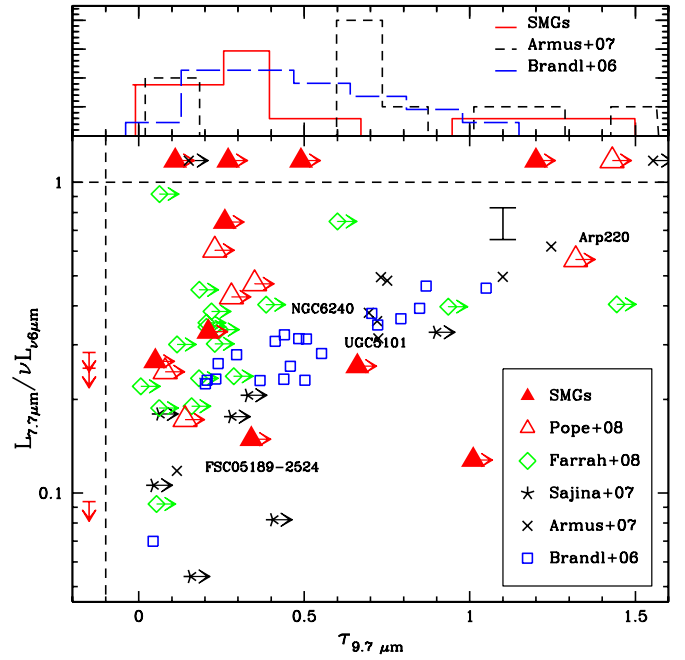 SMGs
Armus+07
Brandl+06
1
Arp220
NGC6240
UGC5101
FSC05189-2524
0.1
SMGs
Pope+08
Farrah+08
Sajina+07
Armus+07
Brandl+06
L7.7μm/νLν6μm
0 0.5 1 1.5
τ9.7 μm